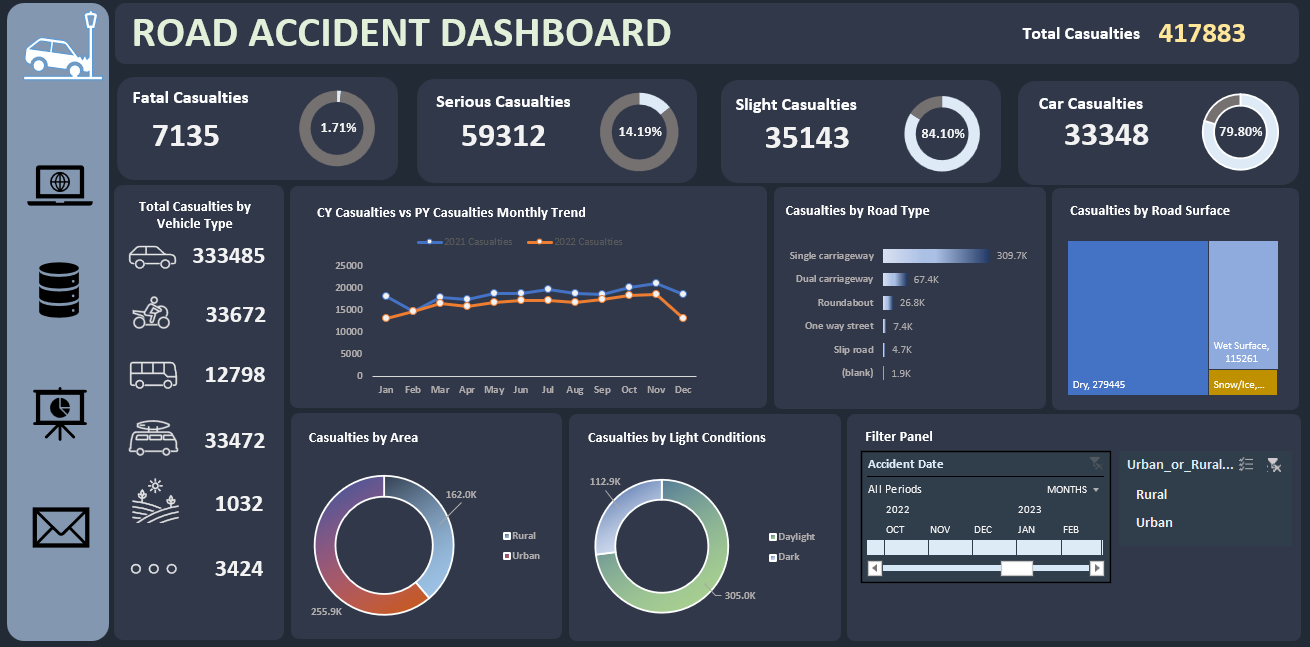 ROAD ACCIDENT DASHBOARD
Total Casualties 417883
Fatal Casualties
7135
1.71%
Serious Casualties
59312
14.19%
Slight Casualties
35143
84.10%
Car Casualties
33348
79.80%
Total Casualties by
Vehicle Type
333485
33672
12798
33472
1032
3424
CY Casualties vs PY Casualties Monthly Trend
2021 Casualties 2022 Casualties
25000
20000
15000
10000
5000
0
Jan Feb Mar Apr May Jun Jul Aug Sep Oct Nov Dec
Casualties by Road Type
Single carriageway 309.7K
Dual carriageway 67.4K
Roundabout 26.8K
One way street 7.4K
Slip road 4.7K
(blank) 1.9K
Casualties by Road Surface
Dry, 279445
Wet Surface,
115261
Snow/Ice,...
Casualties by Area
162.0K
255.9K
Rural
Urban
Casualties by Light Conditions
112.9K
305.0K
Daylight
Dark
Filter Panel
Accident Date
All Periods MONTHS
2022 2023
OCT NOV DEC JAN FEB
Urban_or_Rural...
Rural
Urban